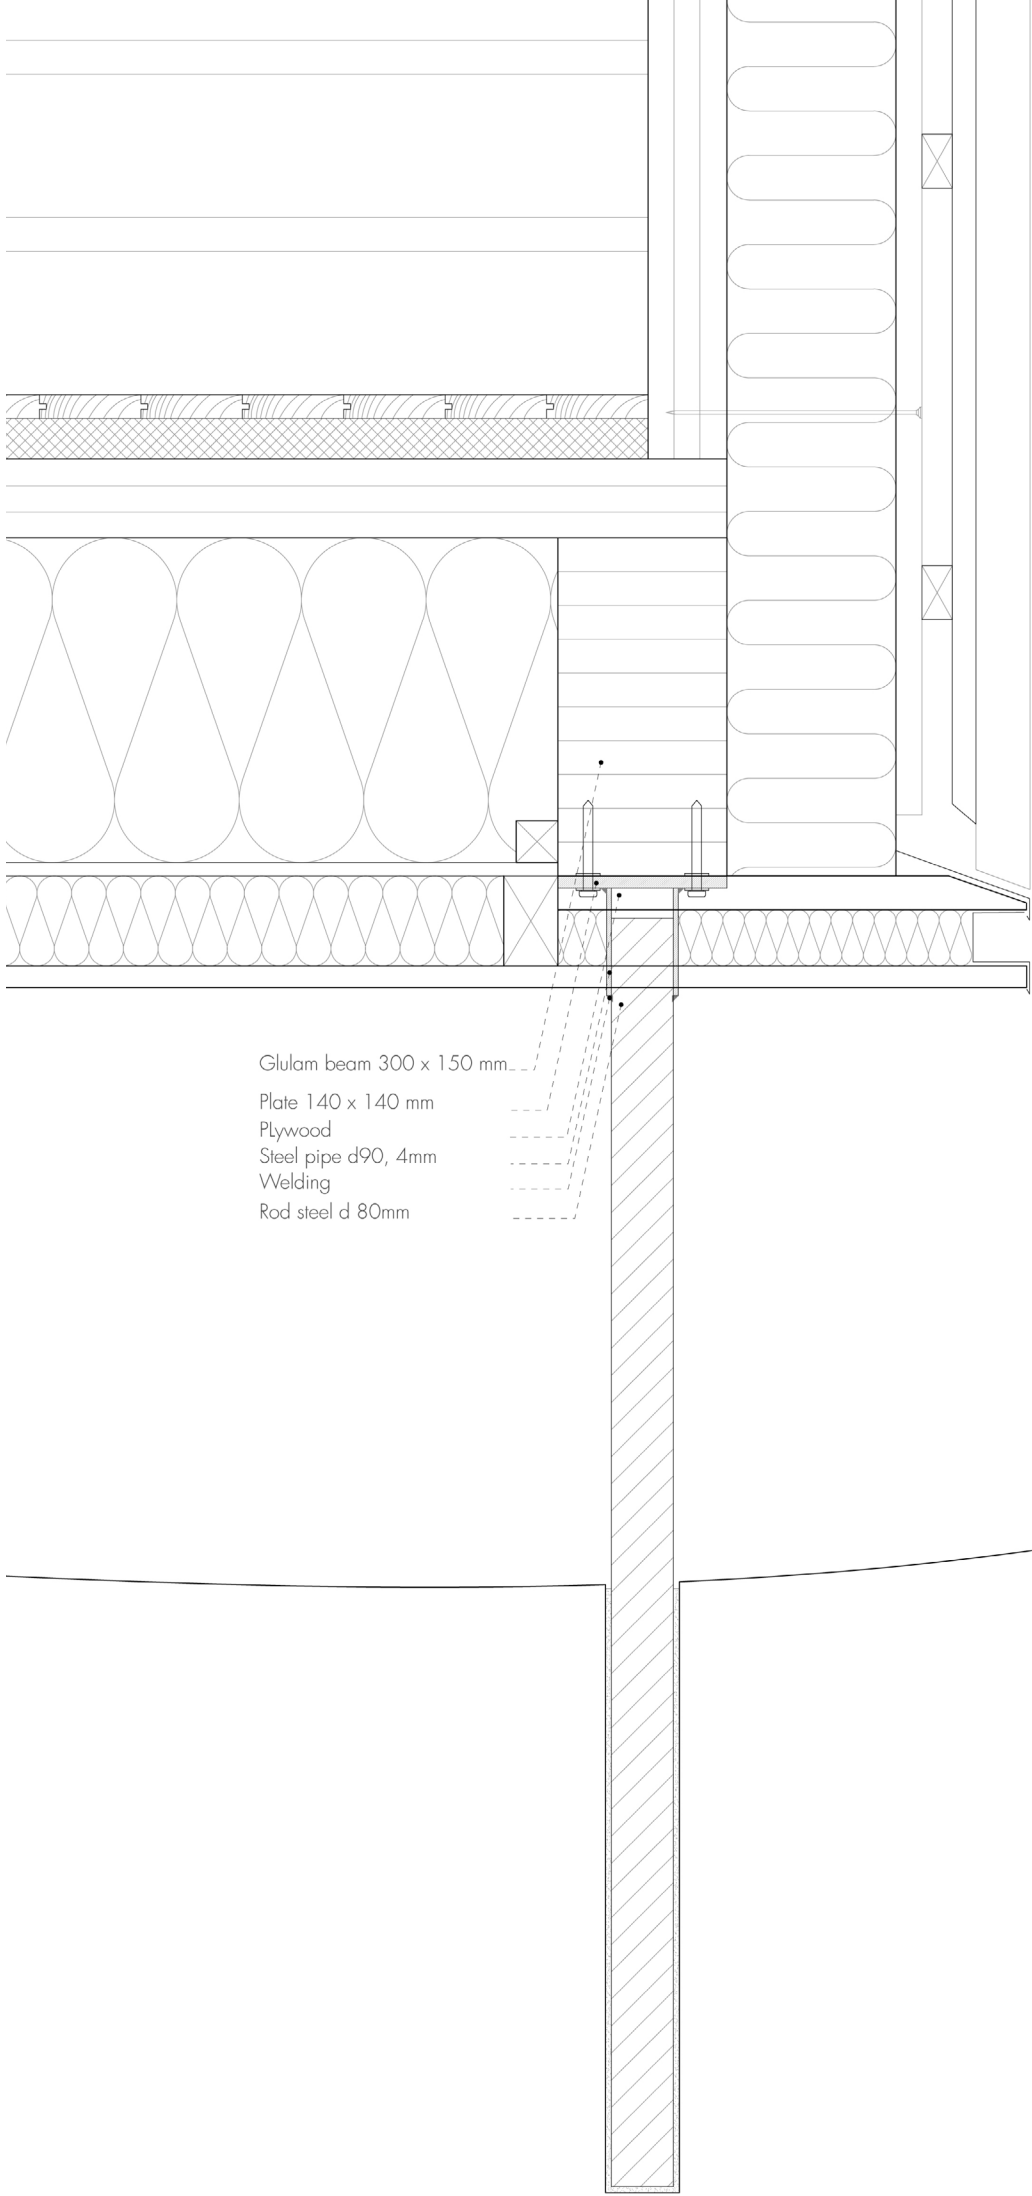 Glulam beam 300 x 150 mm
Plate 140 x 140 mm
PLywood
Steel pipe d90, 4mm
Welding
Rod steel d 80mm